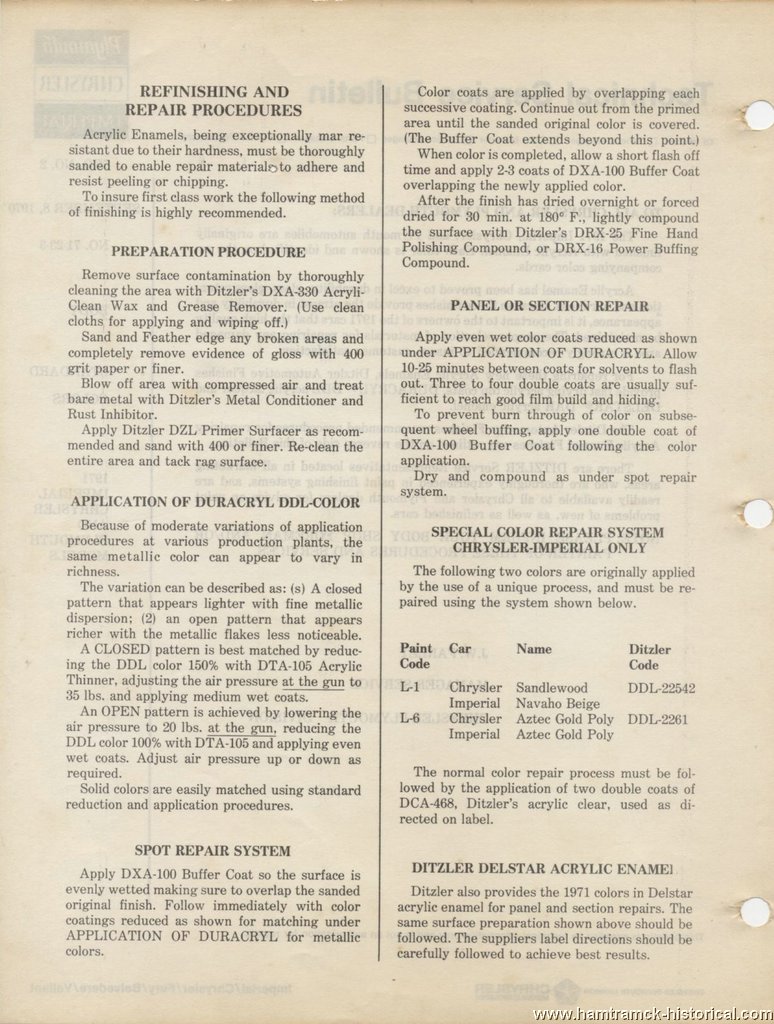 REFINISHING AND
REPAIR PROCEDURES
Acrylic Enamels, being exceptionally mar re-
sistant due to their hardness, must be thoroughly
sanded to enable repair materials to adhere and
resist peeling or chipping.
To insure first class work the following method
of finishing is highly recommended.
PREPARATION PROCEDURE
Remove surface contamination by thoroughly
cleaning the area with Ditzler's DXA-330 Acryli-
Clean Wax and Grease Remover. (Use clean
cloths for applying and wiping off.)
Sand and Feather edge any broken areas and
completely remove evidence of gloss with 400
grit paper or finer.
Blow off area with compressed air and treat
bare metal with Ditzler's Metal Conditioner and
Rust Inhibitor.
Apply Ditzler DZL Primer Surfacer as recom-
mended and sand with 400 or finer. Re-clean the
entire area and tack rag surface.
APPLICATION OF DURACRYL DDL-COLOR
Because of moderate variations of application
procedures at various production plants, the
same metallic color can appear to vary in
richness.
The variation can be described as: (s) A closed
pattern that appears lighter with fine metallic
dispersion; (2) an open pattern that appears
richer with the metallic flakes less noticeable.
A CLOSED pattern is best matched by reduc-
ing the DDL color 150% with DTA-105 Acrylic
Thinner, adjusting the air pressure at the gun to
35 lbs. and applying medium wet coats.
An OPEN pattern is achieved by lowering the
air pressure to 20 lbs. at the gun, reducing the
DDL color 100% with DTA-105 and applying even
wet coats. Adjust air pressure up or down as
required.
Solid colors are easily matched using standard
reduction and application procedures.
SPOT REPAIR SYSTEM
Apply DXA-100 Buffer Coat so the surface is
evenly wetted making sure to overlap the sanded
original finish. Follow immediately with color
coatings reduced as shown for matching under
APPLICATION OF DURACRYL for metallic
colors.
Color coats are applied by overlapping each
successive coating. Continue out from the primed
area until the sanded original color is covered.
(The Buffer Coat extends beyond this point.)
When color is completed, allow a short flash off
time and apply 2-3 coats of DXA-100 Buffer Coat
overlapping the newly applied color.
After the finish has dried overnight or forced
dried for 30 min. at 180° F., lightly compound
the surface with Ditzler's DRX-25 Fine Hand
Polishing Compound, or DRX-16 Power Buffing
Compound.
PANEL OR SECTION REPAIR
Apply even wet color coats reduced as shown
under APPLICATION OF DURACRYL. Allow
10-25 minutes between coats for solvents to flash
out. Three to four double coats are usually suf-
ficient to reach good film build and hiding.
To prevent burn through of color on subse-
quent wheel buffing, apply one double coat of
DXA-100 Buffer Coat following the color
application.
Dry and compound as under spot repair
system.
SPECIAL COLOR REPAIR SYSTEM
CHRYSLER-IMPERIAL ONLY
The following two colors are originally applied
by the use of a unique process, and must be re-
paired using the system shown below.
Paint Car Name Ditzler
Code Code
L-1 Chrysler Sandlewood DDL-22542
Imperial Navaho Beige
L-6 Chrysler Aztec Gold Poly DDL-2261
Imperial Aztec Gold Poly
The normal color repair process must be fol-
lowed by the application of two double coats of
DCA-468, Ditzler's acrylic clear, used as di-
rected on label.
DITZLER DELSTAR ACRYLIC ENAMEL
Ditzler also provides the 1971 colors in Delstar
acrylic enamel for panel and section repairs. The
same surface preparation shown above should be
followed. The suppliers label directions should be
carefully followed to achieve best results.
www.hamtramck-historical.com